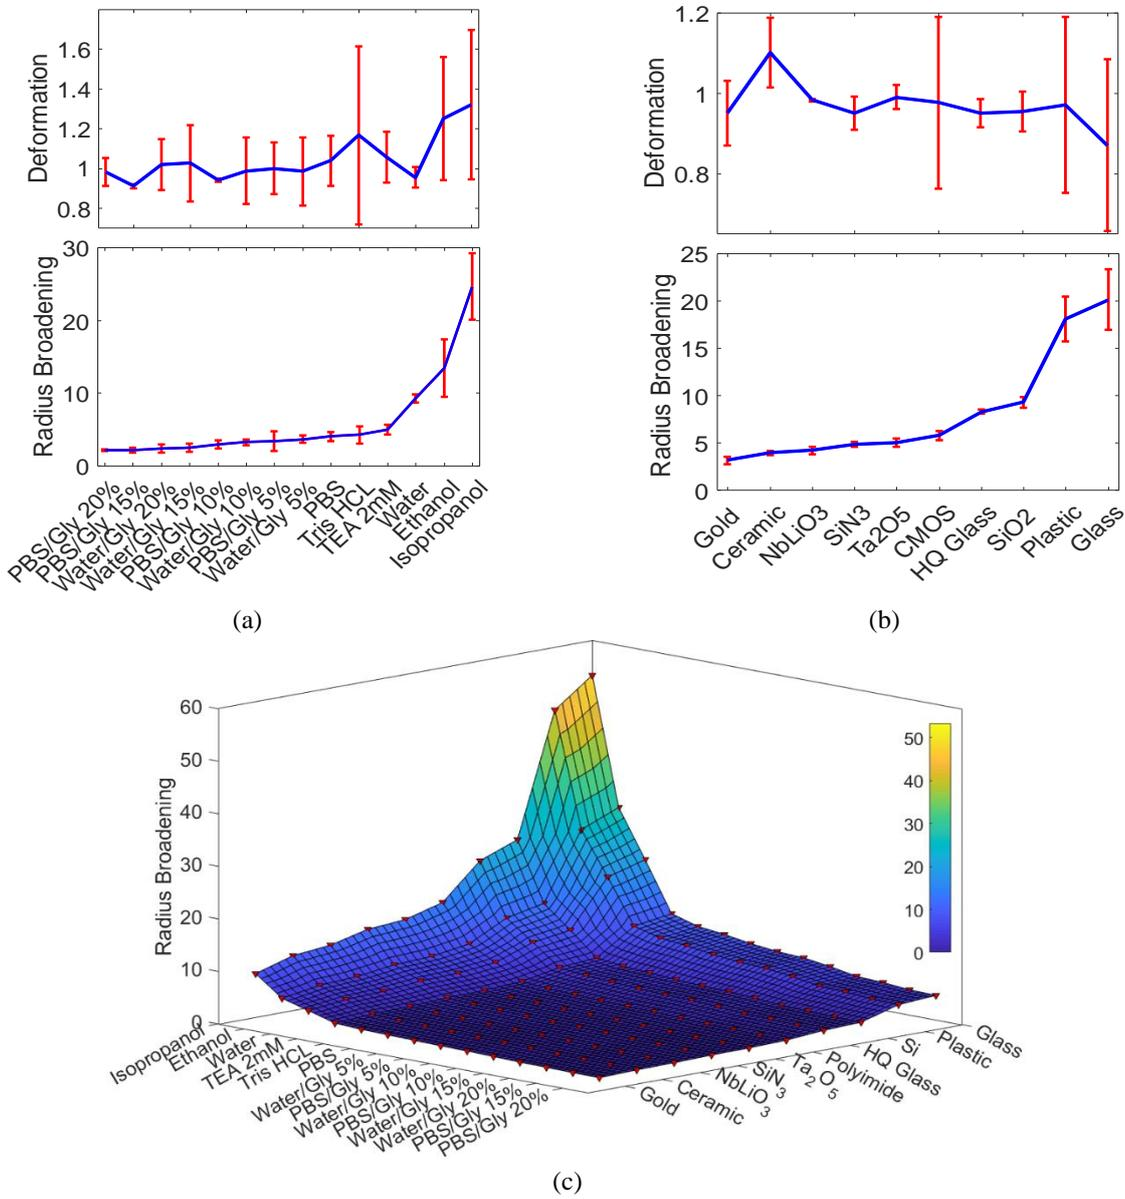 Deformation
1.6
1.4
1.2
1
0.8
Radius Broadening
30
20
10
0
PBS/Gly 20%
PBS/Gly 15%
Water/Gly 20%
Water/Gly 15%
PBS/Gly 10%
Water/Gly 10%
PBS/Gly 5%
Water/Gly 5%
PBS
Tris HCL
TEA 2mM
Water
Ethanol
Isopropanol
(a)
Deformation
1.2
1
0.8
Radius Broadening
25
20
15
10
5
0
Gold
Ceramic
NbLiO3
SiN3
Ta2O5
CMOS
HQ Glass
SiO2
Plastic
Glass
(b)
Radius Broadening
60
50
40
30
20
10
0
50
40
30
20
10
0
Isopropanol
Ethanol
Water
TEA 2mM
Tris HCL
PBS
Water/Gly 5%
PBS/Gly 5%
Water/Gly 10%
PBS/Gly 10%
Water/Gly 15%
Water/Gly 20%
PBS/Gly 15%
PBS/Gly 20%
Gold
Ceramic
NbLiO3
SiN3
Ta2O5
Polyimide
HQ Glass
Si
Plastic
Glass
(c)